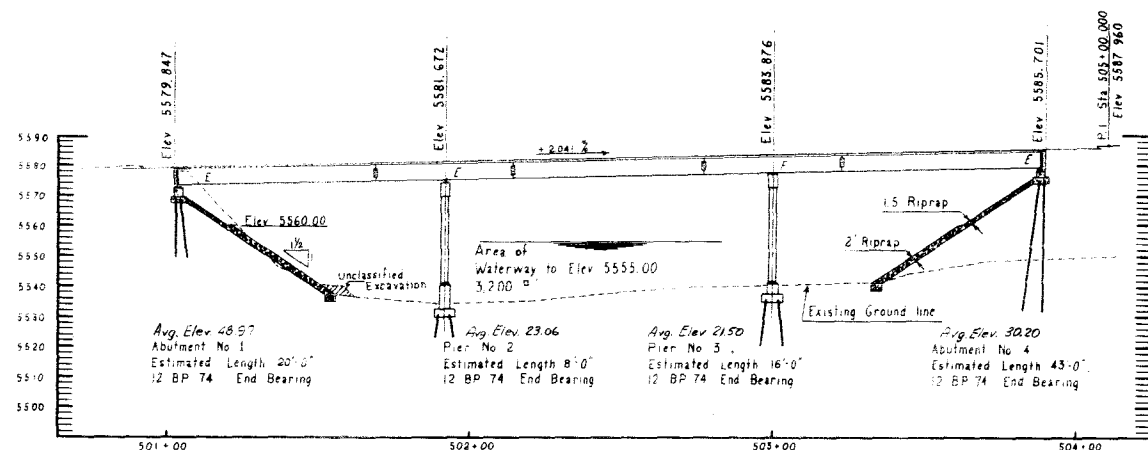 Elev 5579.847
Elev 5581.672
Elev 5583.876
Elev 5585.701
P.I. Sta 505+00.000
Elev 5587.960
+2.041 %
5590
5580
5570
5560
5550
5540
5530
5520
5510
5500
E
E
E
E
Elev 5560.00
1½
1
Unclassified
Excavation
Area of
Waterway to Elev 5555.00
3,200 □'
1.5 Riprap
2' Riprap
Existing Ground line
Avg. Elev. 48.97
Abutment No 1
Estimated Length 20'-0"
12 BP 74 End Bearing
Avg. Elev. 23.06
Pier No 2
Estimated Length 8'-0"
12 BP 74 End Bearing
Avg. Elev. 21.50
Pier No 3
Estimated Length 16'-0"
12 BP 74 End Bearing
Avg. Elev. 30.20
Abutment No 4
Estimated Length 43'-0"
12 BP 74 End Bearing
501+00
502+00
503+00
504+00